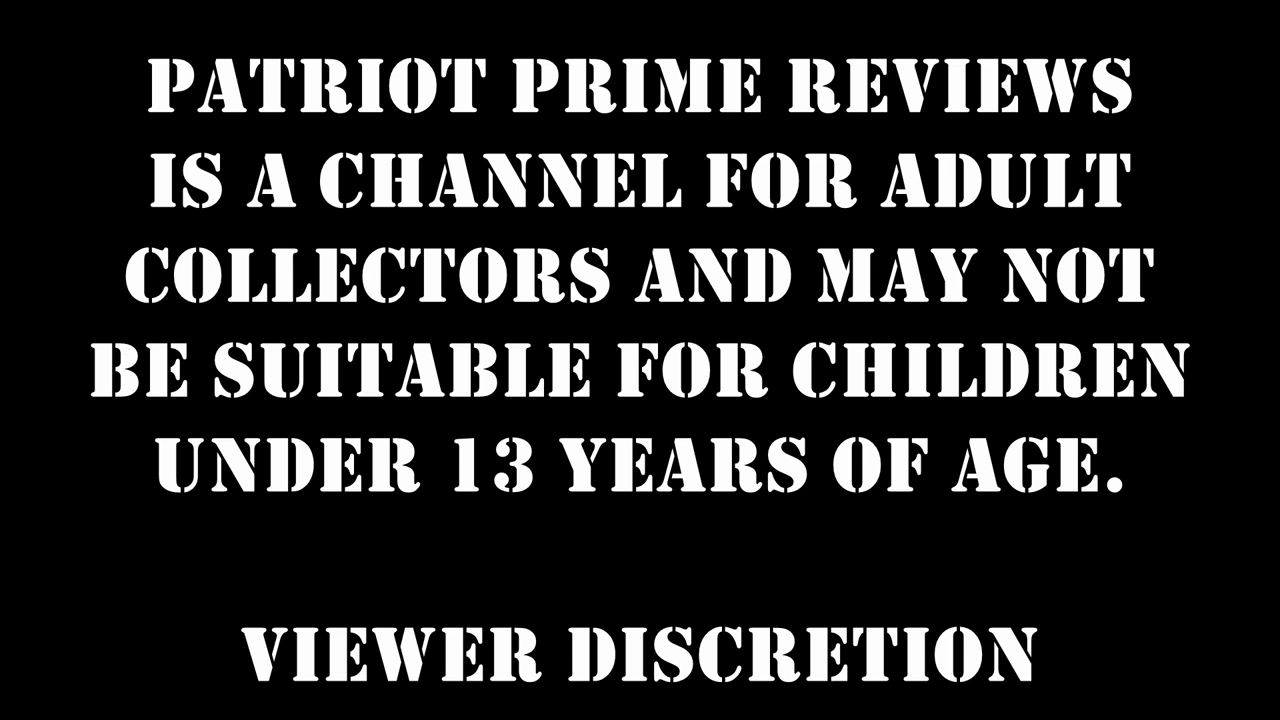 PATRIOT PRIME REVIEWS
IS A CHANNEL FOR ADULT
COLLECTORS AND MAY NOT
BE SUITABLE FOR CHILDREN
UNDER 13 YEARS OF AGE.
VIEWER DISCRETION